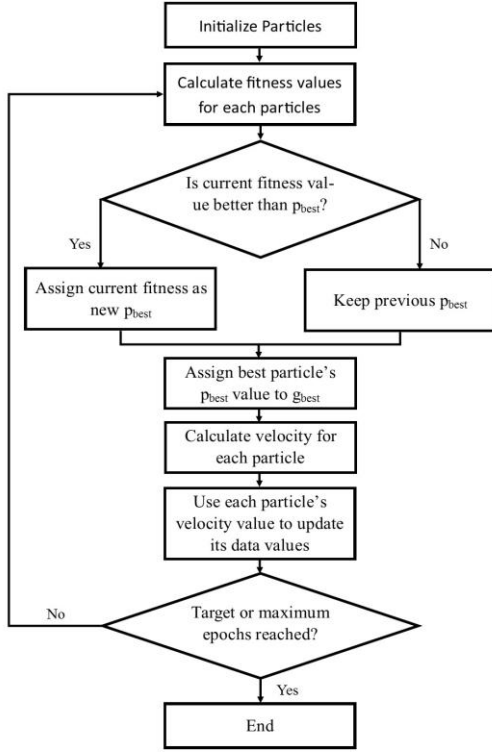 Initialize Particles
Calculate fitness values
for each particles
Is current fitness val-
ue better than pbest?
Yes
No
Assign current fitness as
new pbest
Keep previous pbest
Assign best particle’s
pbest value to gbest
Calculate velocity for
each particle
Use each particle’s
velocity value to update
its data values
No
Target or maximum
epochs reached?
Yes
End